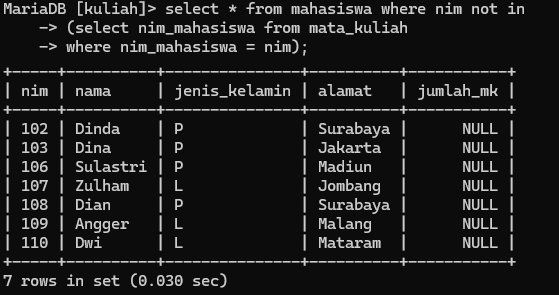 MariaDB [kuliah]> select * from mahasiswa where nim not in
    -> (select nim_mahasiswa from mata_kuliah
    -> where nim_mahasiswa = nim);
+-----+----------+---------------+----------+-----------+
| nim | nama     | jenis_kelamin | alamat   | jumlah_mk |
+-----+----------+---------------+----------+-----------+
| 102 | Dinda    | P             | Surabaya |      NULL |
| 103 | Dina     | P             | Jakarta  |      NULL |
| 106 | Sulastri | P             | Madiun   |      NULL |
| 107 | Zulham   | L             | Jombang  |      NULL |
| 108 | Dian     | P             | Surabaya |      NULL |
| 109 | Angger   | L             | Malang   |      NULL |
| 110 | Dwi      | L             | Mataram  |      NULL |
+-----+----------+---------------+----------+-----------+
7 rows in set (0.030 sec)